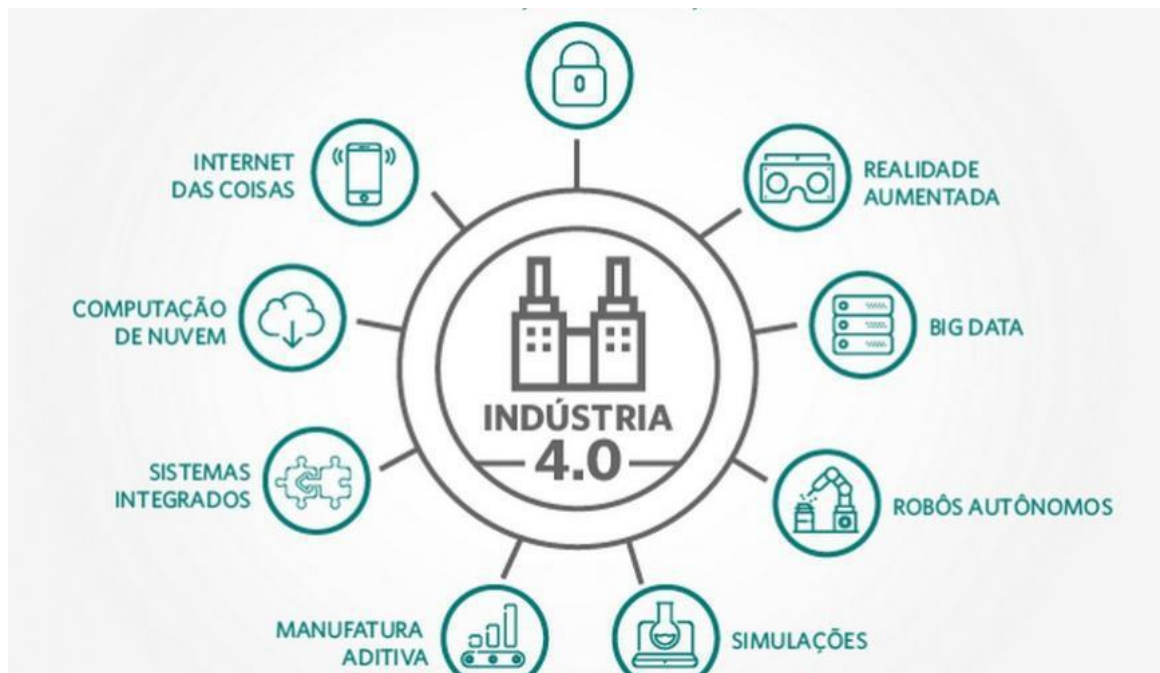 INTERNET
DAS COISAS
REALIDADE
AUMENTADA
COMPUTAÇÃO
DE NUVEM
BIG DATA
INDÚSTRIA
4.0
SISTEMAS
INTEGRADOS
ROBÔS AUTÔNOMOS
MANUFATURA
ADITIVA
SIMULAÇÕES